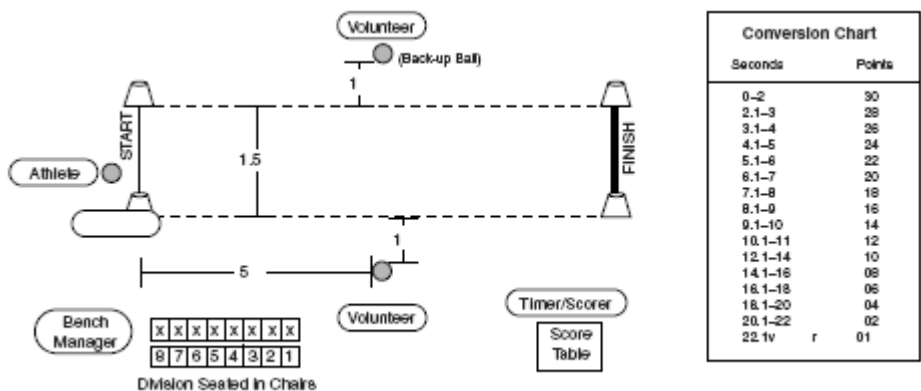 Volunteer
(Back-up Ball)
1
START
1.5
FINISH
Athlete
1
5
Volunteer
Timer/Scorer
Bench
Manager
X X X X X X X X
8 7 6 5 4 3 2 1
Score
Table
Division Seated in Chairs
Conversion Chart
Seconds Points
0–2 30
2.1–3 28
3.1–4 26
4.1–5 24
5.1–6 22
6.1–7 20
7.1–8 18
8.1–9 16
9.1–10 14
10.1–11 12
12.1–14 10
14.1–16 08
16.1–18 06
18.1–20 04
20.1–22 02
22.1v r 01